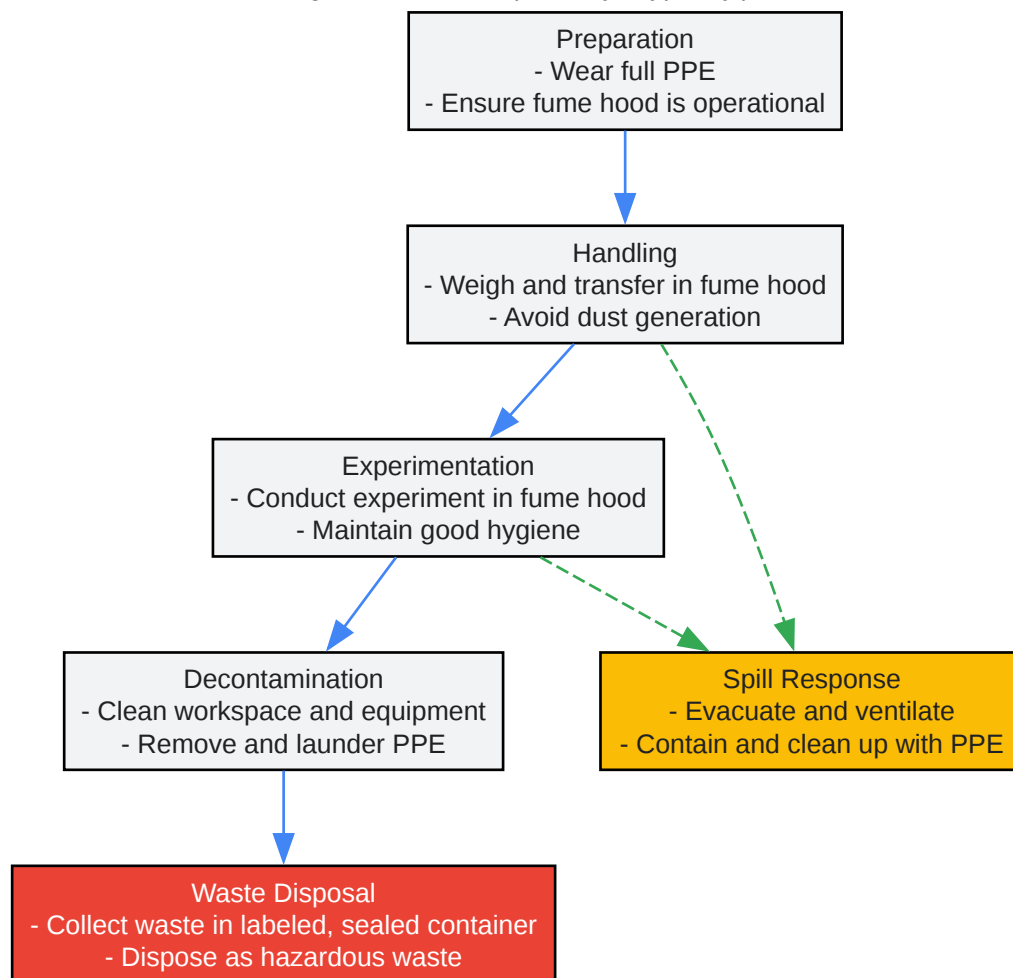 Preparation
- Wear full PPE
- Ensure fume hood is operational
Handling
- Weigh and transfer in fume hood
- Avoid dust generation
Experimentation
- Conduct experiment in fume hood
- Maintain good hygiene
Decontamination
- Clean workspace and equipment
- Remove and launder PPE
Spill Response
- Evacuate and ventilate
- Contain and clean up with PPE
Waste Disposal
- Collect waste in labeled, sealed container
- Dispose as hazardous waste